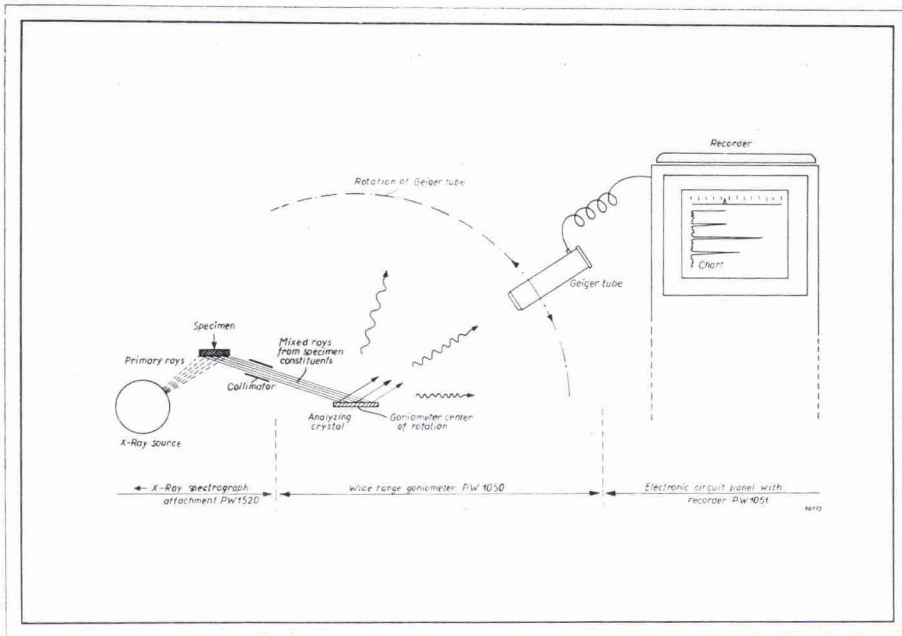 Recorder
Rotation of Geiger tube
Chart
Geiger tube
Specimen
Mixed rays
from specimen
constituents
Primary rays
Collimator
Analyzing
crystal
Goniometer center
of rotation
X-Ray source
X-Ray spectrograph
attachment PW1520
Wide range goniometer PW 1050
Electronic circuit panel with
recorder PW 1051